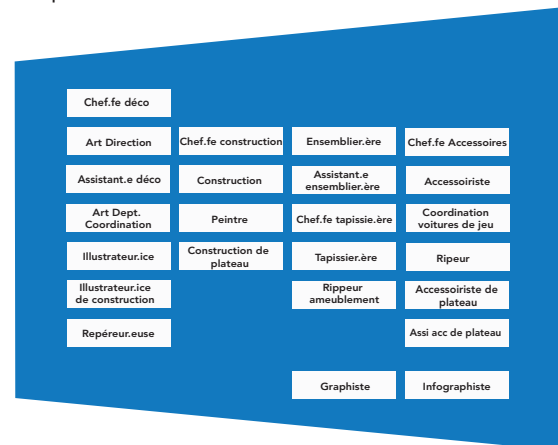 Chef.fe déco
Art Direction
Chef.fe construction
Ensemblier.ère
Chef.fe Accessoires
Assistant.e déco
Construction
Assistant.e
ensemblier.ère
Accessoiriste
Art Dept.
Coordination
Peintre
Chef.fe tapissie.ère
Coordination
voitures de jeu
Illustrateur.ice
Construction de
plateau
Tapissier.ère
Ripeur
Illustrateur.ice
de construction
Rippeur
ameublement
Accessoiriste de
plateau
Repéreur.euse
Assi acc de plateau
Graphiste
Infographiste